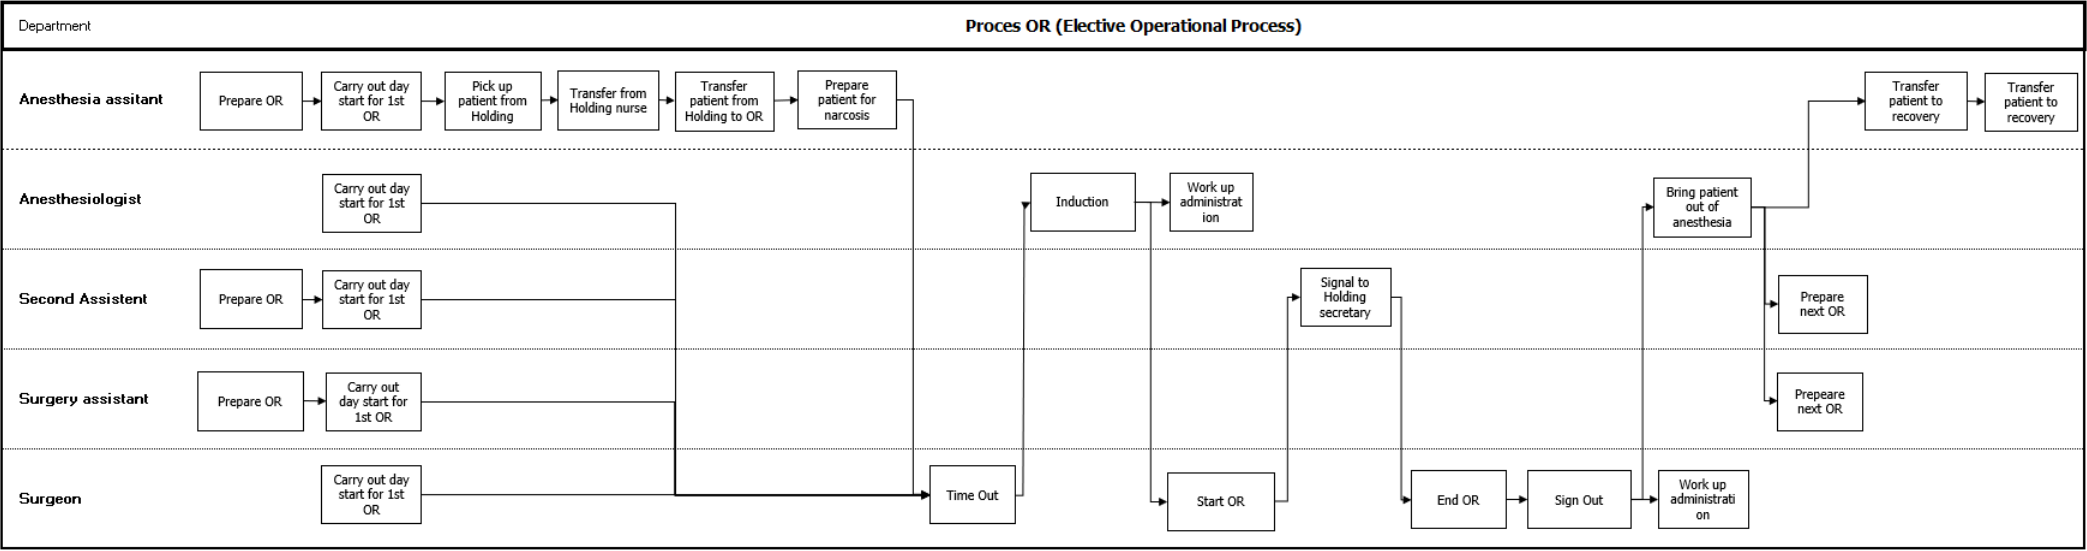 Department
Proces OR (Elective Operational Process)
Anesthesia assitant
Prepare OR
Carry out day
start for 1st
OR
Pick up
patient from
Holding
Transfer from
Holding nurse
Transfer
patient from
Holding to OR
Prepare
patient for
narcosis
Transfer
patient to
recovery
Transfer
patient to
recovery
Anesthesiologist
Carry out day
start for 1st
OR
Induction
Work up
administrat
ion
Bring patient
out of
anesthesia
Second Assistent
Prepare OR
Carry out day
start for 1st
OR
Signal to
Holding
secretary
Prepare
next OR
Surgery assistant
Prepare OR
Carry out
day start for
1st OR
Prepeare
next OR
Surgeon
Carry out day
start for 1st
OR
Time Out
Start OR
End OR
Sign Out
Work up
administrati
on